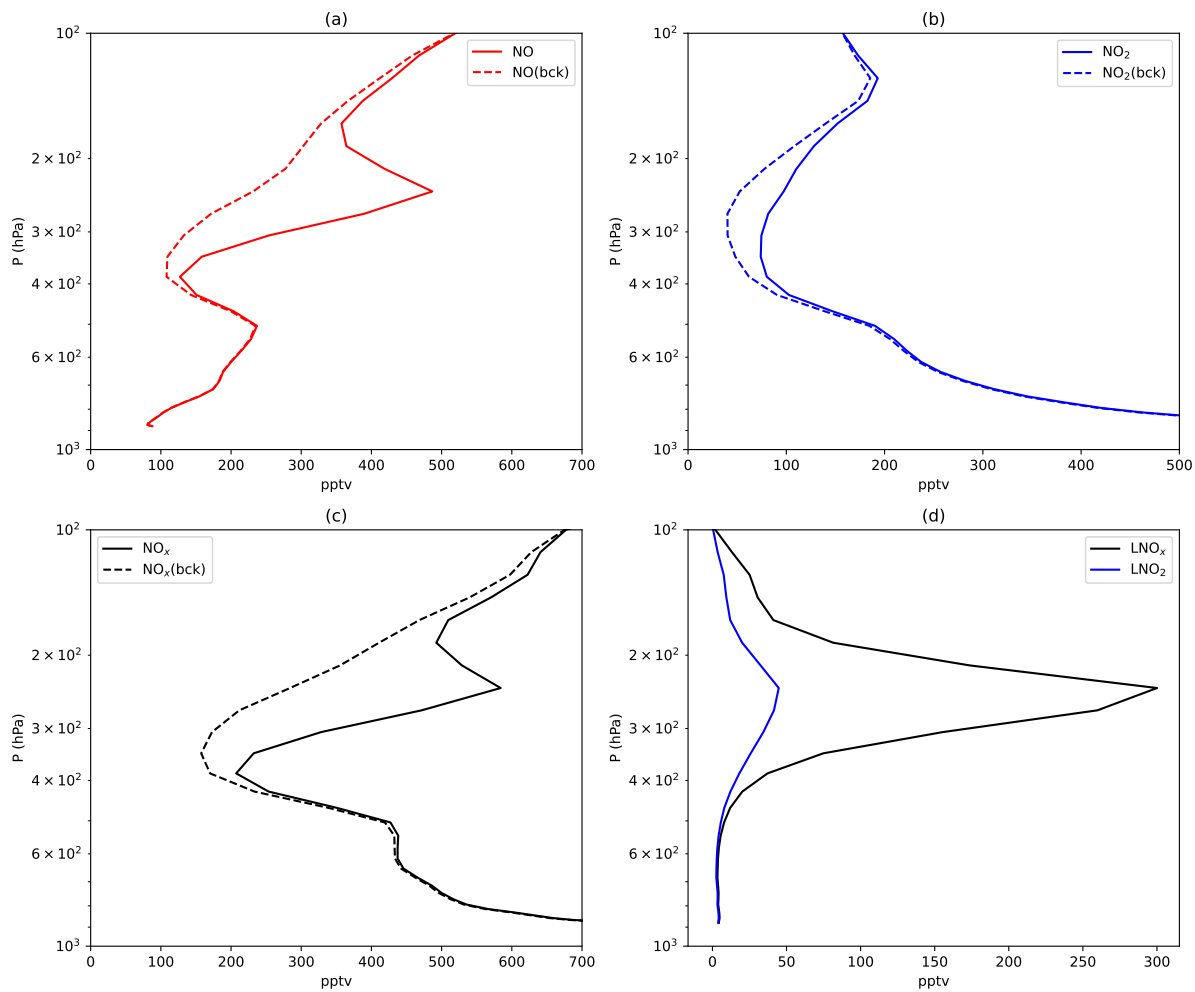 (a)
NO
NO(bck)
10²
2 × 10²
3 × 10²
4 × 10²
6 × 10²
10³
P (hPa)
0 100 200 300 400 500 600 700
pptv
(b)
NO₂
NO₂(bck)
10²
2 × 10²
3 × 10²
4 × 10²
6 × 10²
10³
P (hPa)
0 100 200 300 400 500
pptv
(c)
NOₓ
NOₓ(bck)
10²
2 × 10²
3 × 10²
4 × 10²
6 × 10²
10³
P (hPa)
0 100 200 300 400 500 600 700
pptv
(d)
LNOₓ
LNO₂
10²
2 × 10²
3 × 10²
4 × 10²
6 × 10²
10³
P (hPa)
0 50 100 150 200 250 300
pptv